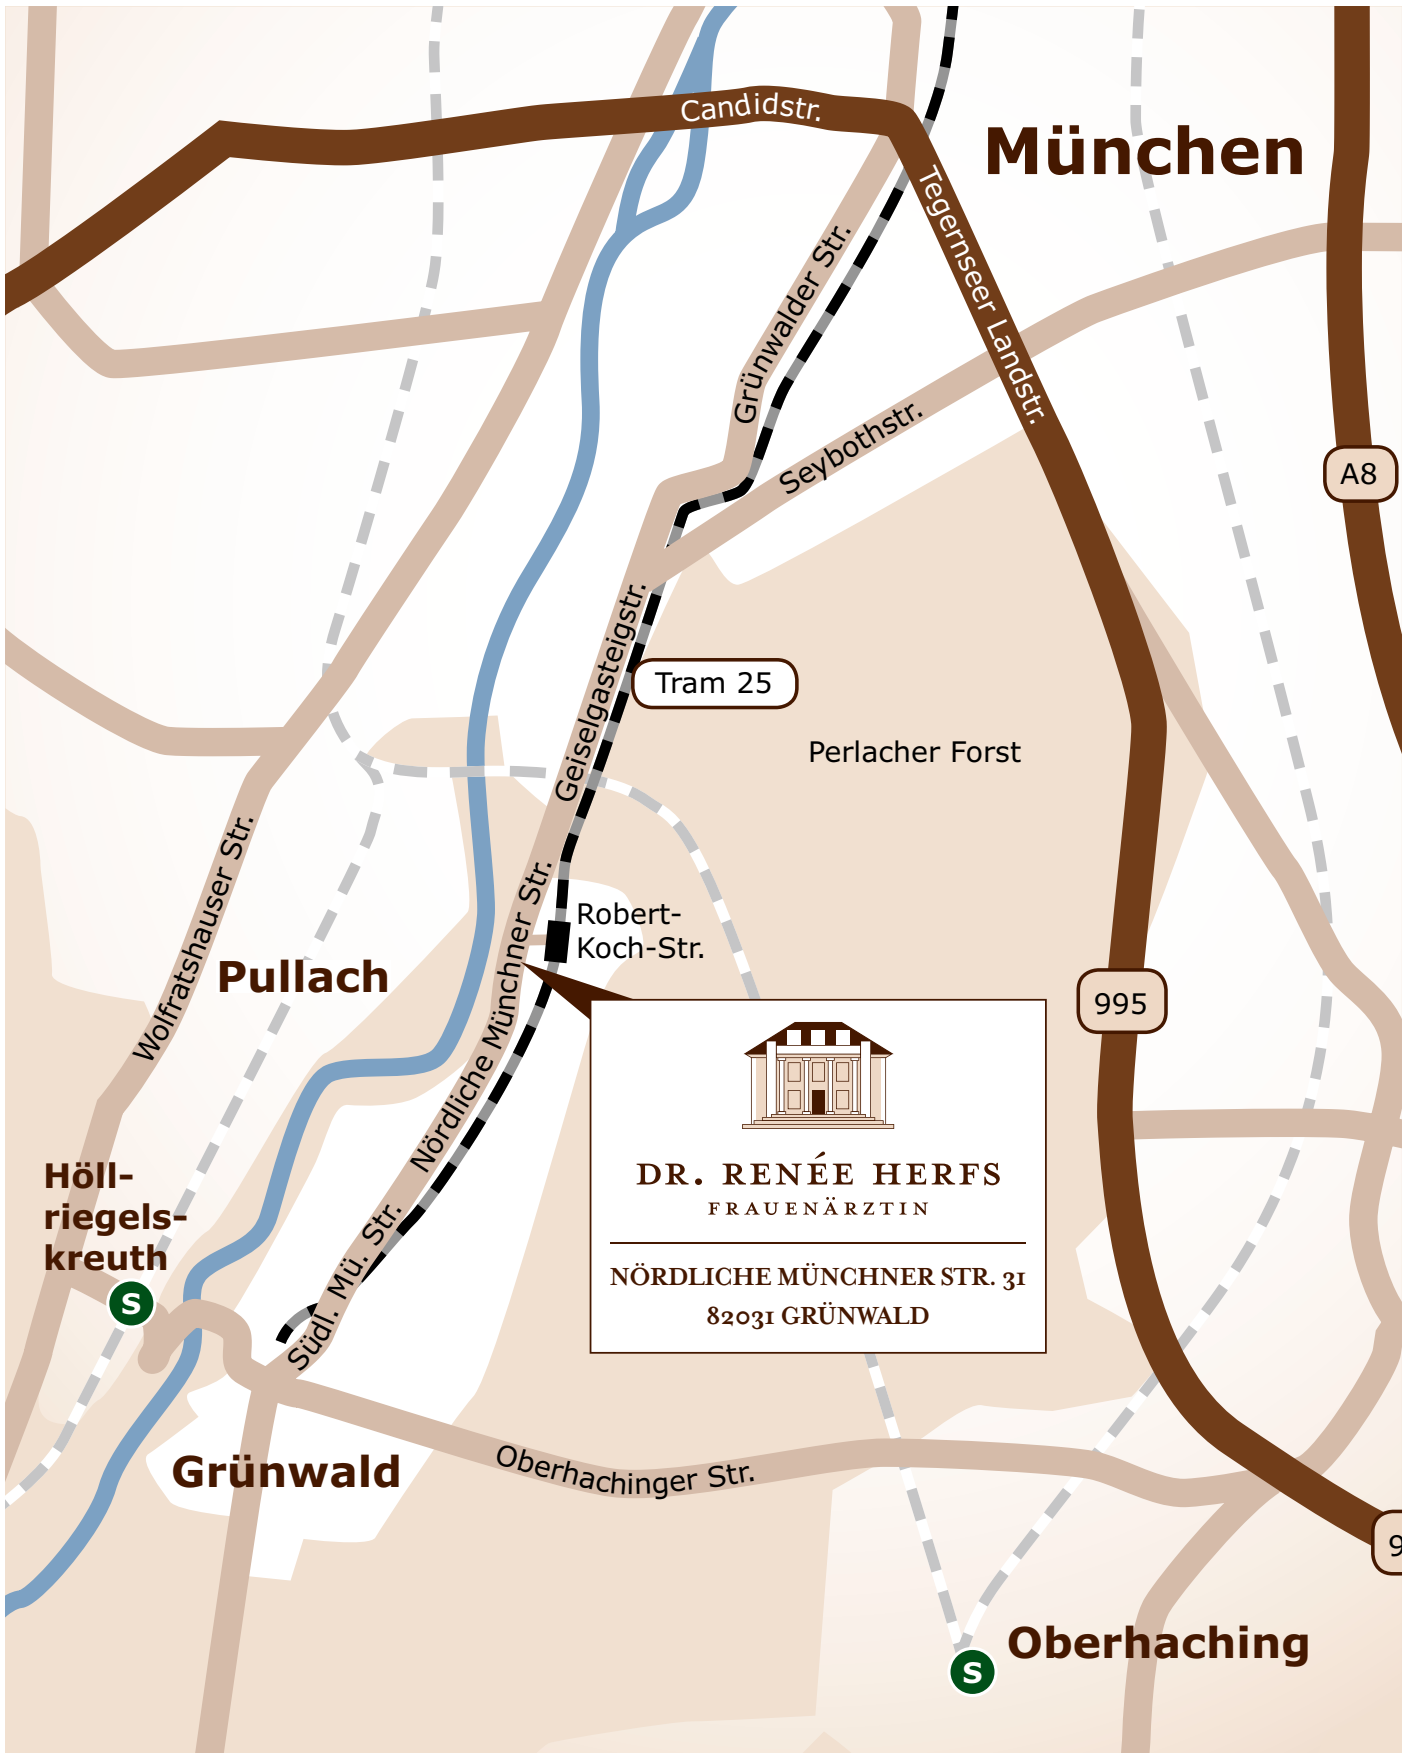 Candidstr.
München
Tegernseer Landstr.
Grünwalder Str.
Seybothstr.
A8
Geiselgasteigstr.
Tram 25
Perlacher Forst
Wolfratshauser Str.
Nördliche Münchner Str.
Robert-
Koch-Str.
Pullach
995
DR. RENÉE HERFS
FRAUENÄRZTIN
NÖRDLICHE MÜNCHNER STR. 31
82031 GRÜNWALD
Höll-
riegels-
kreuth
S
Südl. Mü. Str.
Grünwald
Oberhachinger Str.
9
Oberhaching
S